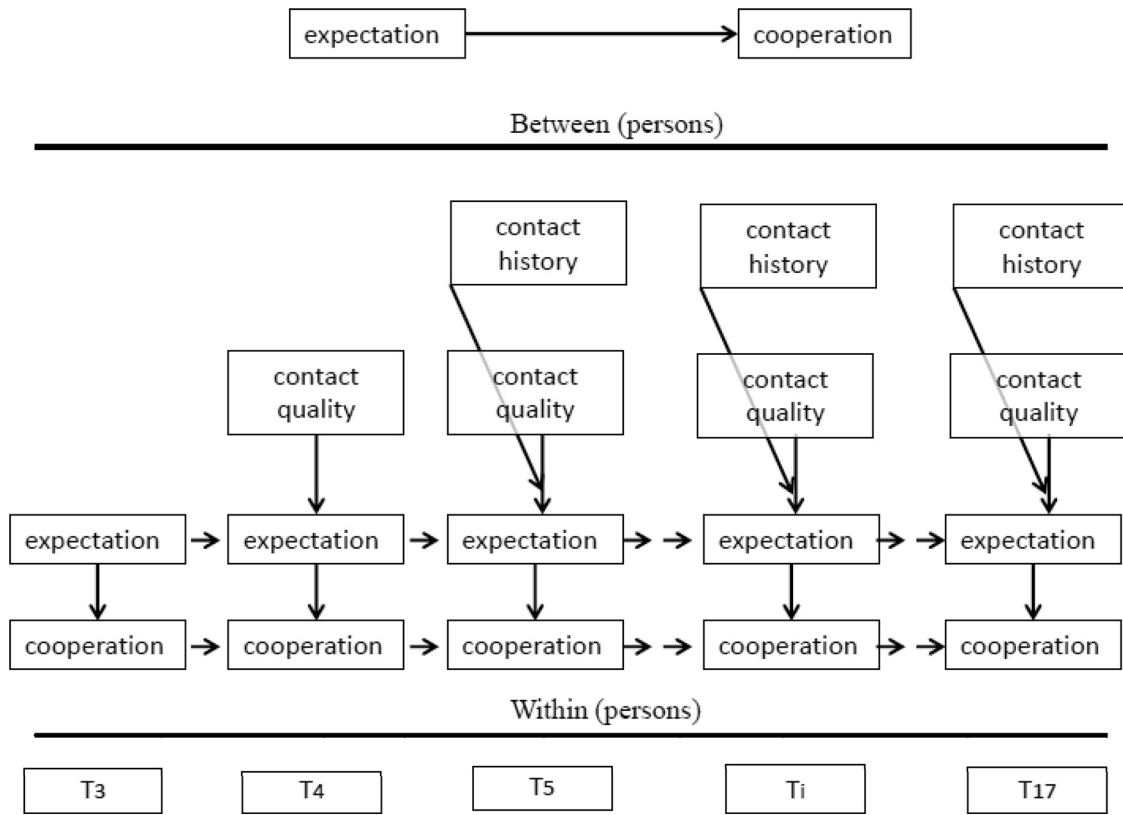 expectation cooperation
Between (persons)
contact contact contact
history history history
contact contact contact contact
quality quality quality quality
expectation expectation expectation expectation expectation
cooperation cooperation cooperation cooperation cooperation
Within (persons)
T3 T4 T5 Ti T17